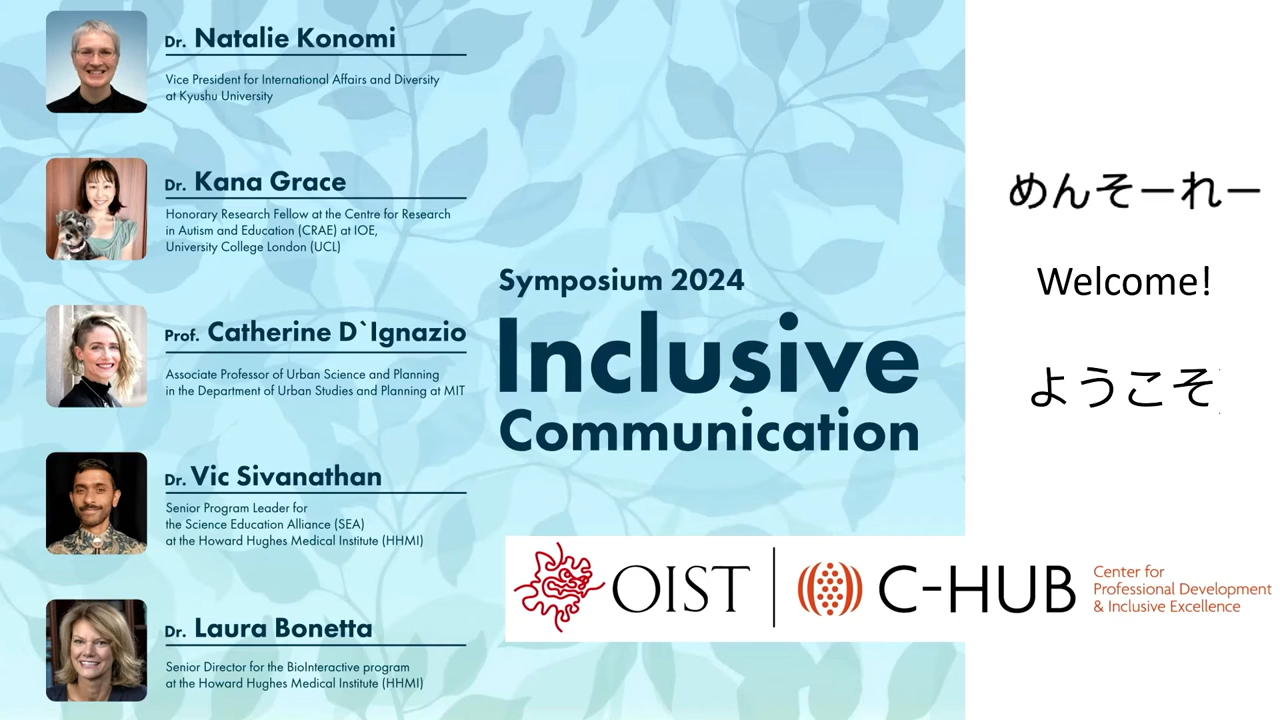 Dr. Natalie Konomi
Vice President for International Affairs and Diversity
at Kyushu University
Dr. Kana Grace
Honorary Research Fellow at the Centre for Research
in Autism and Education (CRAE) at IOE,
University College London (UCL)
Prof. Catherine D`Ignazio
Associate Professor of Urban Science and Planning
in the Department of Urban Studies and Planning at MIT
Dr. Vic Sivanathan
Senior Program Leader for
the Science Education Alliance (SEA)
at the Howard Hughes Medical Institute (HHMI)
Dr. Laura Bonetta
Senior Director for the BioInteractive program
at the Howard Hughes Medical Institute (HHMI)
Symposium 2024
Inclusive
Communication
OIST
C-HUB
Center for
Professional Development
& Inclusive Excellence
めんそーれー
Welcome!
ようこそ